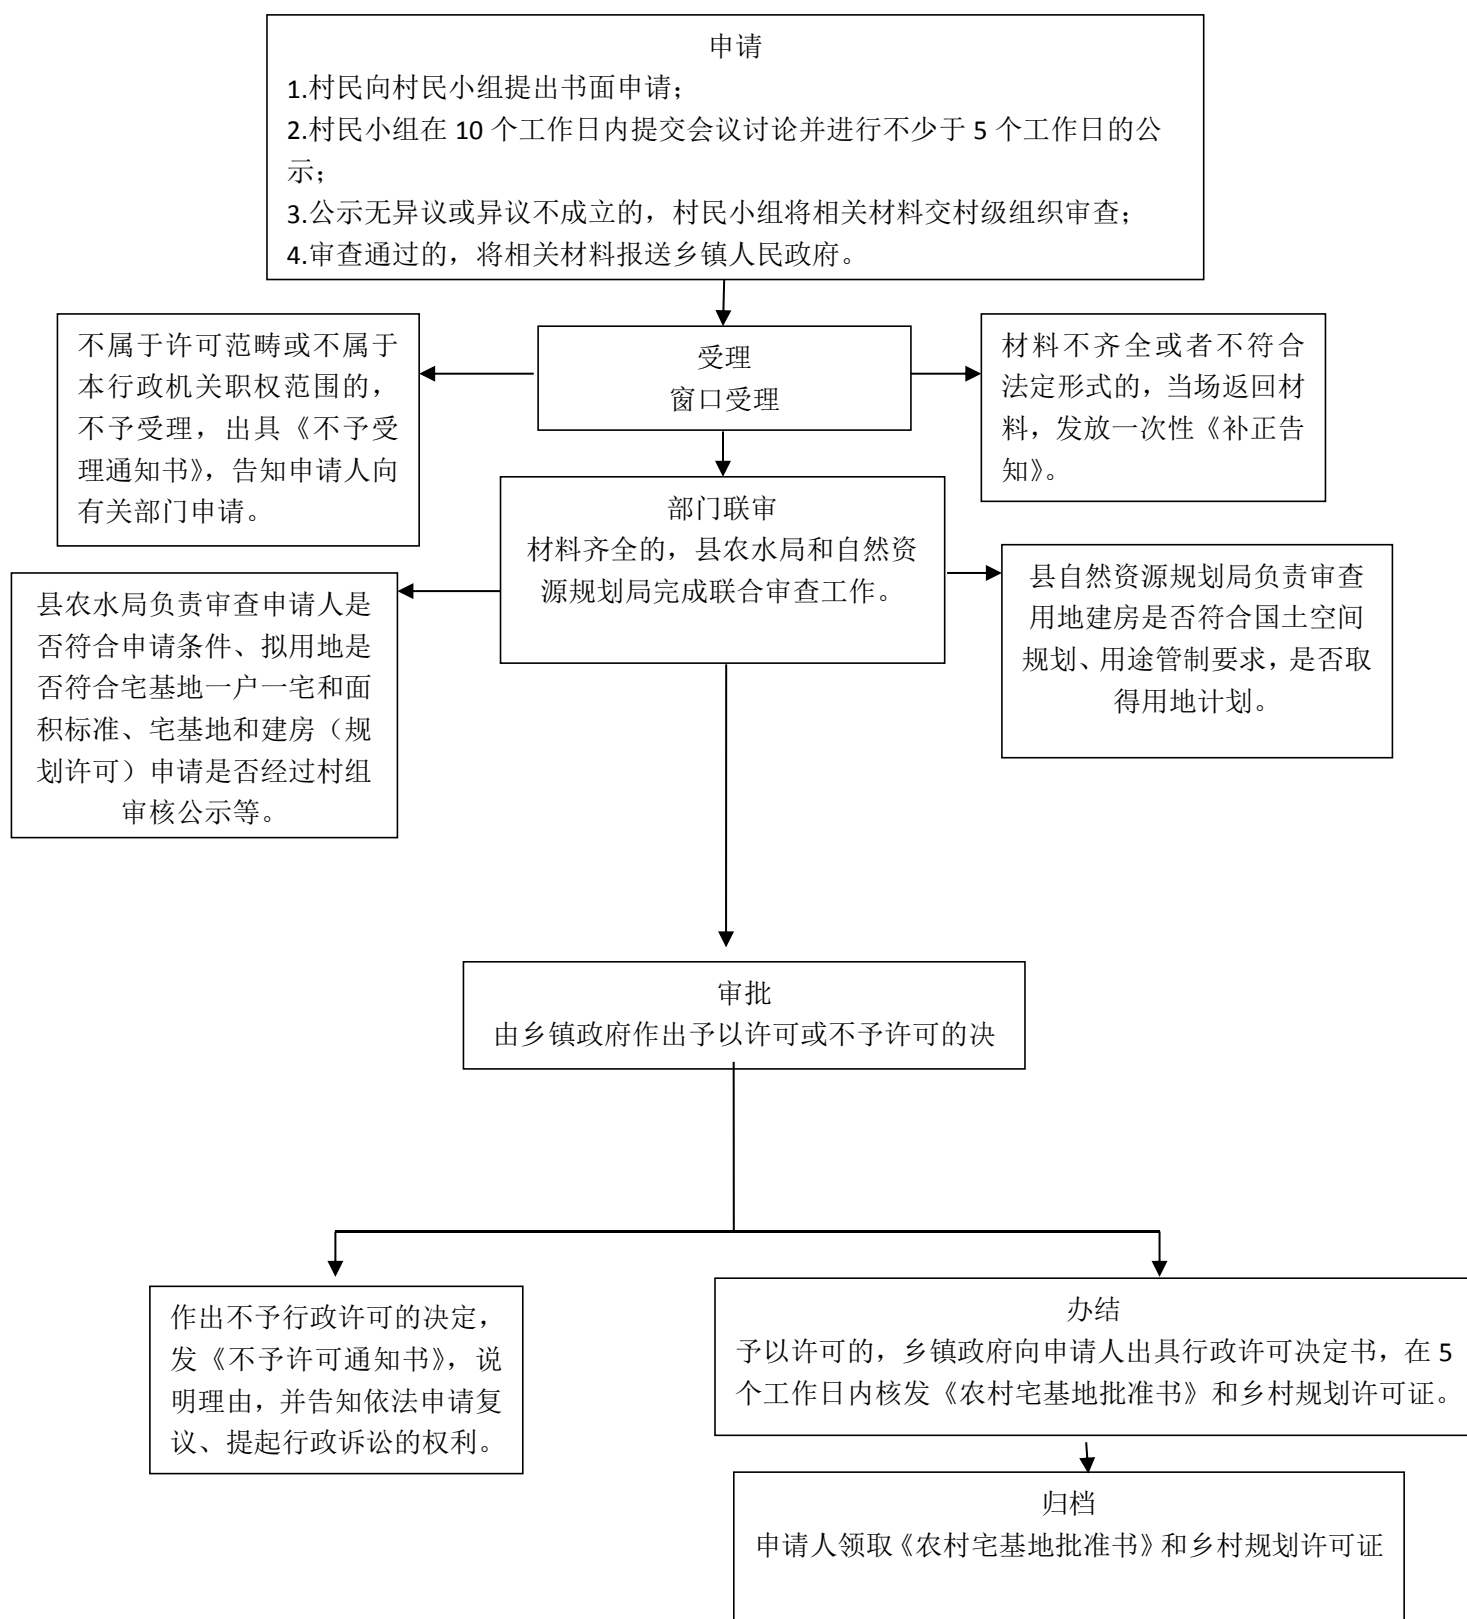 申请
1.村民向村民小组提出书面申请；
2.村民小组在 10 个工作日内提交会议讨论并进行不少于 5 个工作日的公
示；
3.公示无异议或异议不成立的，村民小组将相关材料交村级组织审查；
4.审查通过的，将相关材料报送乡镇人民政府。
不属于许可范畴或不属于
本行政机关职权范围的，
不予受理，出具《不予受
理通知书》，告知申请人向
有关部门申请。
受理
窗口受理
材料不齐全或者不符合
法定形式的，当场返回材
料，发放一次性《补正告
知》。
部门联审
材料齐全的，县农水局和自然资
源规划局完成联合审查工作。
县农水局负责审查申请人是
否符合申请条件、拟用地是
否符合宅基地一户一宅和面
积标准、宅基地和建房（规
划许可）申请是否经过村组
审核公示等。
县自然资源规划局负责审查
用地建房是否符合国土空间
规划、用途管制要求，是否取
得用地计划。
审批
由乡镇政府作出予以许可或不予许可的决
作出不予行政许可的决定，
发《不予许可通知书》，说
明理由，并告知依法申请复
议、提起行政诉讼的权利。
办结
予以许可的，乡镇政府向申请人出具行政许可决定书，在 5
个工作日内核发《农村宅基地批准书》和乡村规划许可证。
归档
申请人领取《农村宅基地批准书》和乡村规划许可证